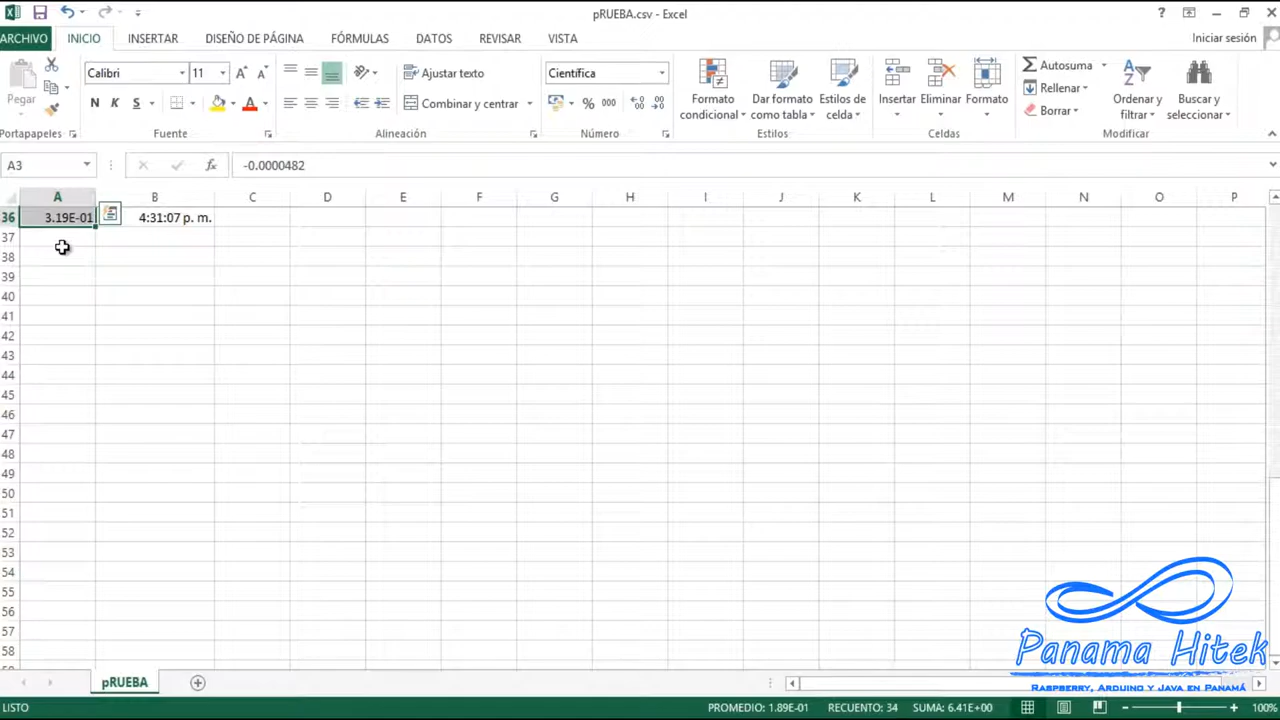 pRUEBA.csv - Excel
?
ARCHIVO INICIO INSERTAR DISEÑO DE PÁGINA FÓRMULAS DATOS REVISAR VISTA Iniciar sesión
Pegar
Calibri 11
N K S A
Ajustar texto
Combinar y centrar
Científica
% 000
Formato condicional
Dar formato como tabla
Estilos de celda
Insertar Eliminar Formato
Autosuma
Rellenar
Borrar
Ordenar y filtrar
Buscar y seleccionar
Portapapeles Fuente Alineación Número Estilos Celdas Modificar
A3 fx -0.0000482
A B C D E F G H I J K L M N O P
36 3.19E-01 4:31:07 p. m.
37
38
39
40
41
42
43
44
45
46
47
48
49
50
51
52
53
54
55
56
57
58
Panama Hitek
Raspberry, Arduino y Java en Panamá
pRUEBA
LISTO PROMEDIO: 1.89E-01 RECUENTO: 34 SUMA: 6.41E+00 100%